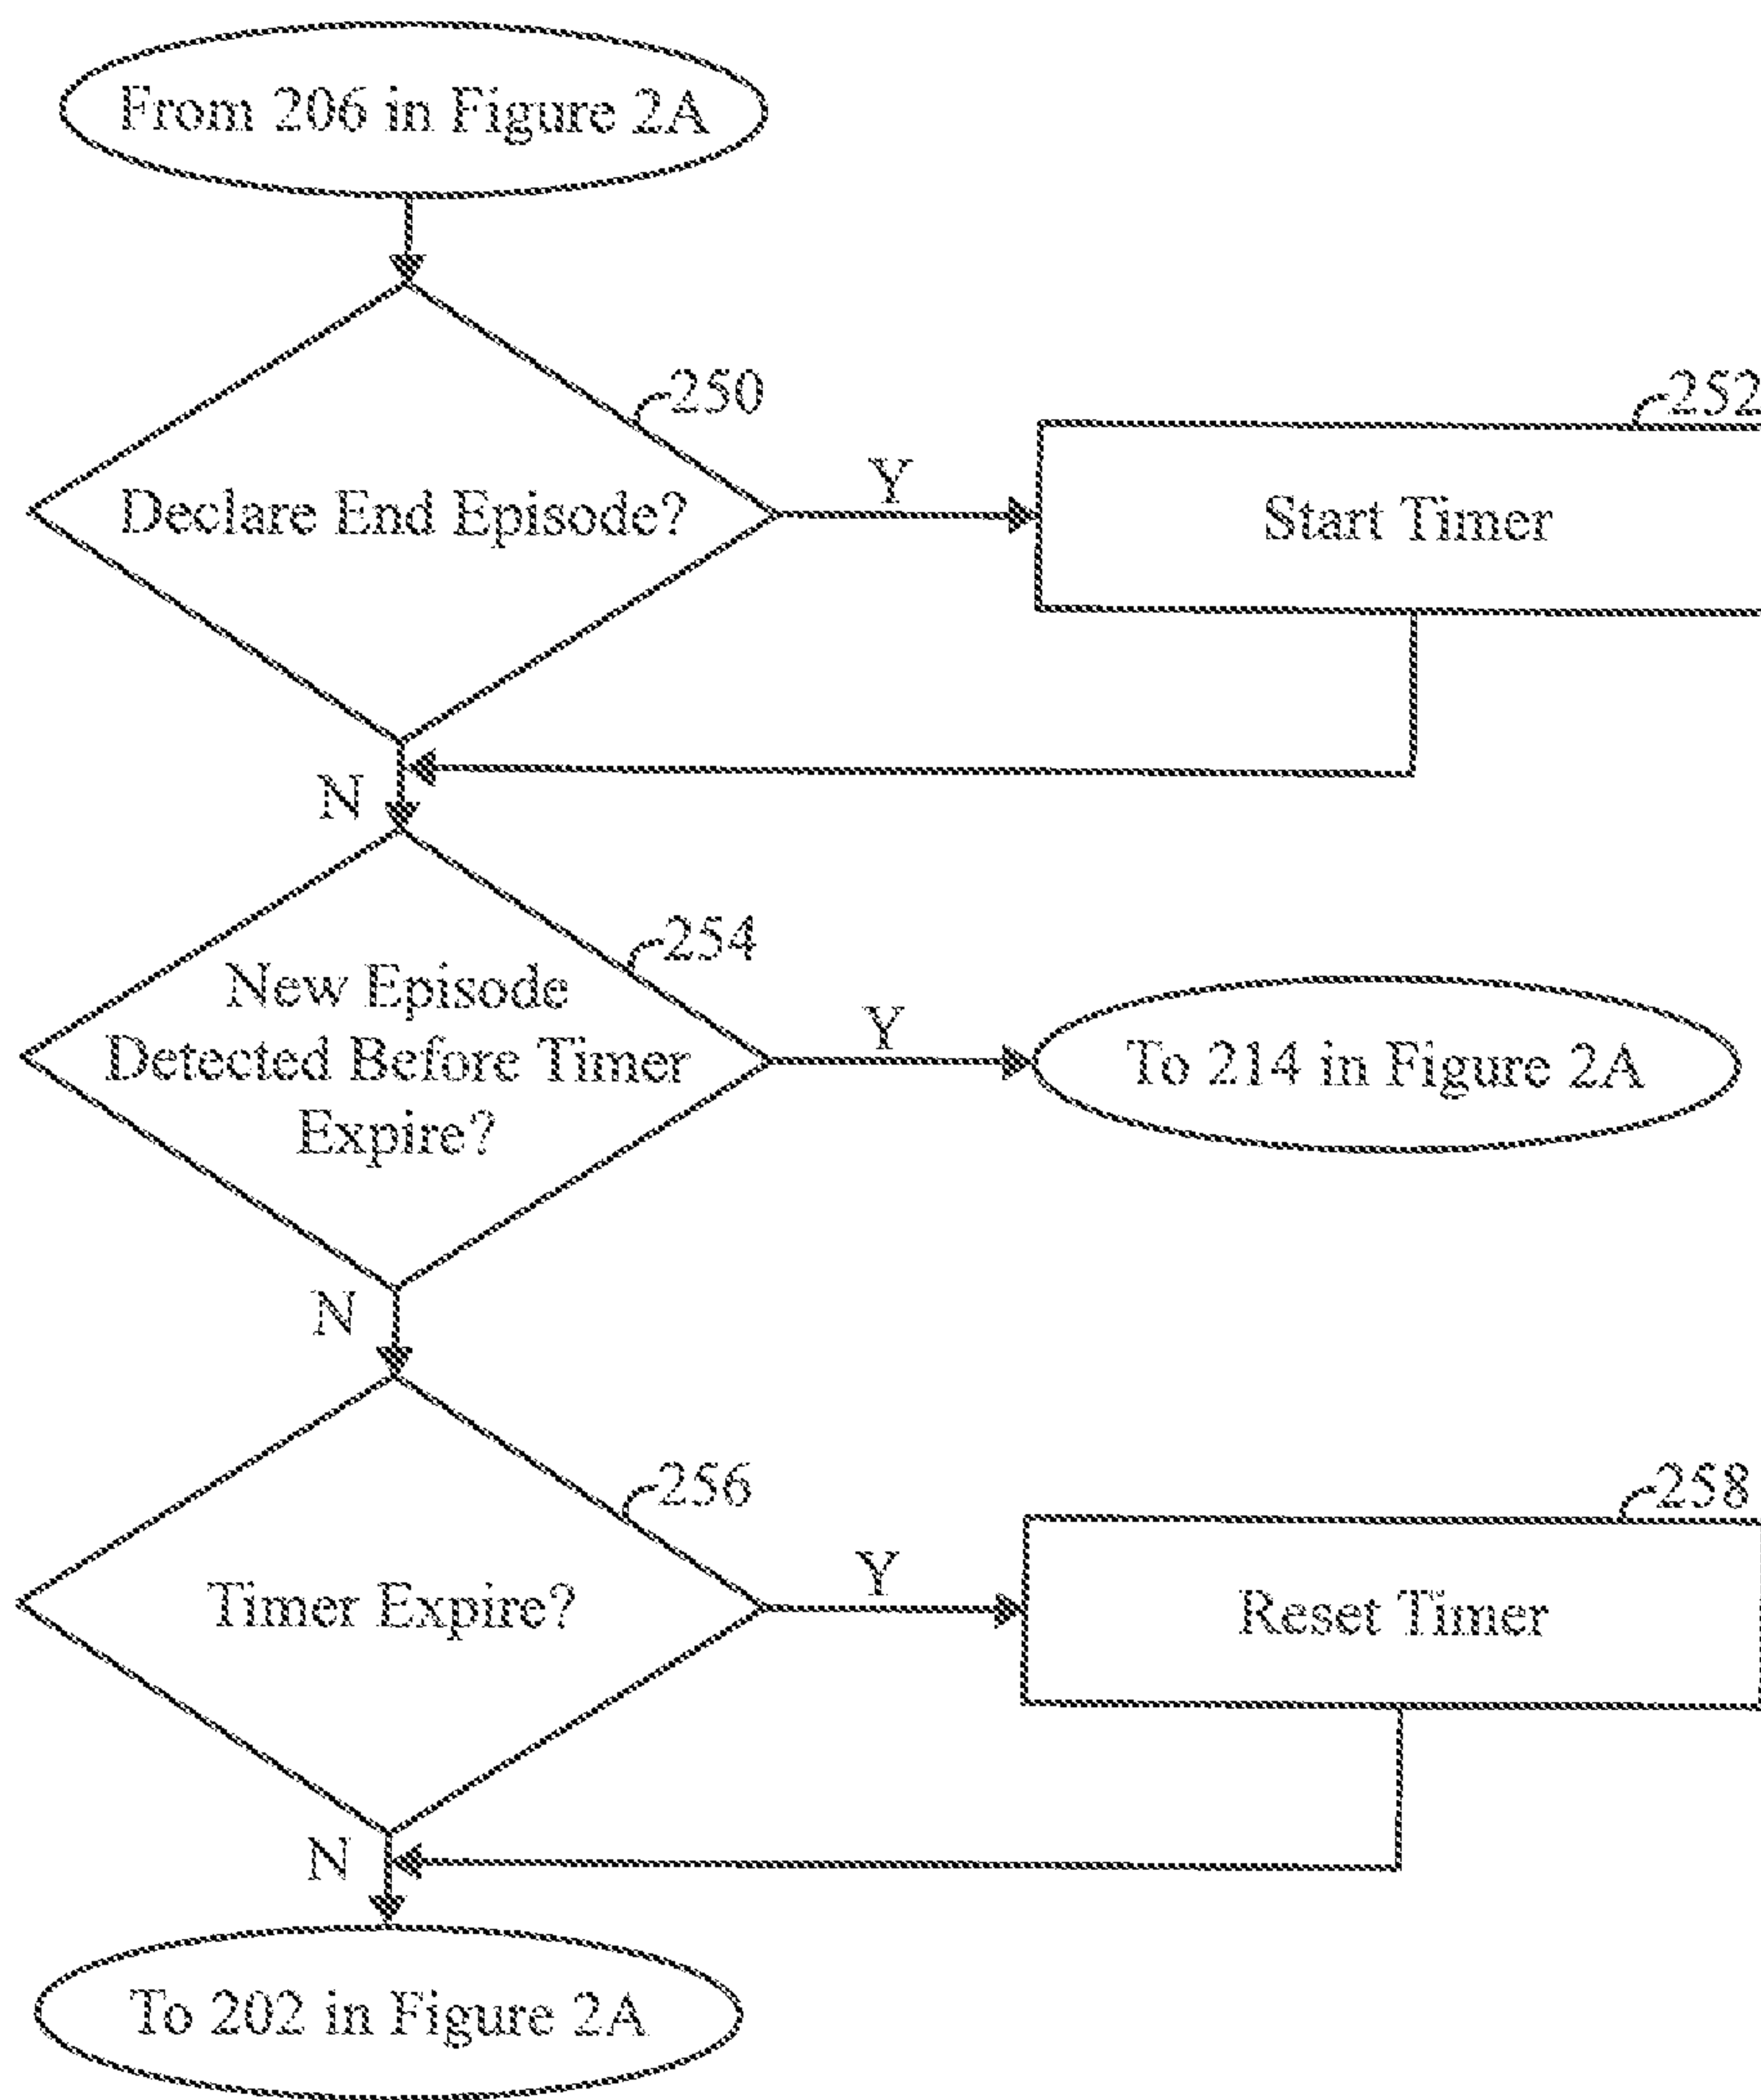 From 206 in Figure 2A
250
252
Declare End Episode?
Y
Start Timer
N
254
New Episode
Detected Before Timer
Expire?
Y
To 214 in Figure 2A
N
256
258
Timer Expire?
Y
Reset Timer
N
To 202 in Figure 2A